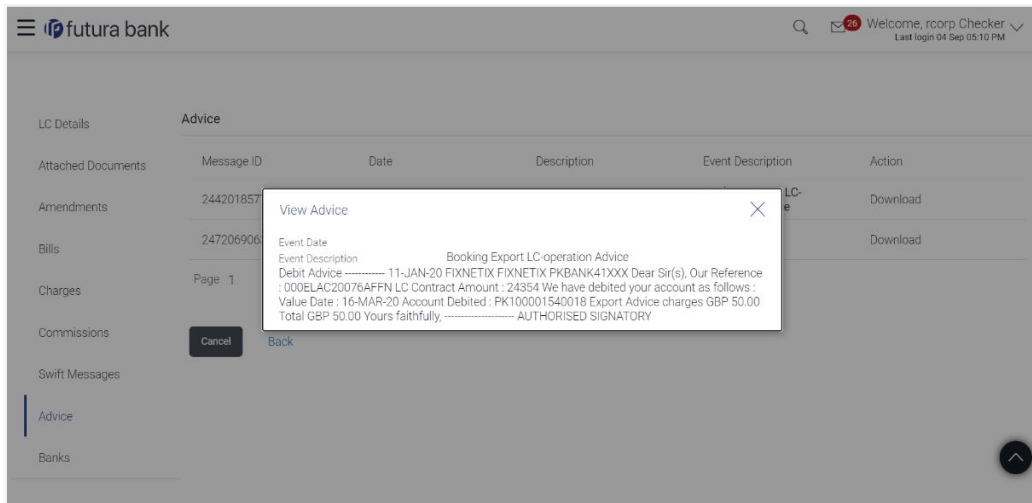 futura bank
26
Welcome, rcorp Checker
Last login 04 Sep 05:10 PM
LC Details
Attached Documents
Amendments
Bills
Charges
Commissions
Swift Messages
Advice
Banks
Advice
Message ID Date Description Event Description Action
244201857 LC- Download
247206906 Download
Page 1
Cancel Back
View Advice
Event Date
Event Description Booking Export LC-operation Advice
Debit Advice ------------ 11-JAN-20 FIXNETIX FIXNETIX PKBANK41XXX Dear Sir(s), Our Reference
: 000ELAC20076AFFN LC Contract Amount : 24354 We have debited your account as follows :
Value Date : 16-MAR-20 Account Debited : PK100001540018 Export Advice charges GBP 50.00
Total GBP 50.00 Yours faithfully, -------------------- AUTHORISED SIGNATORY